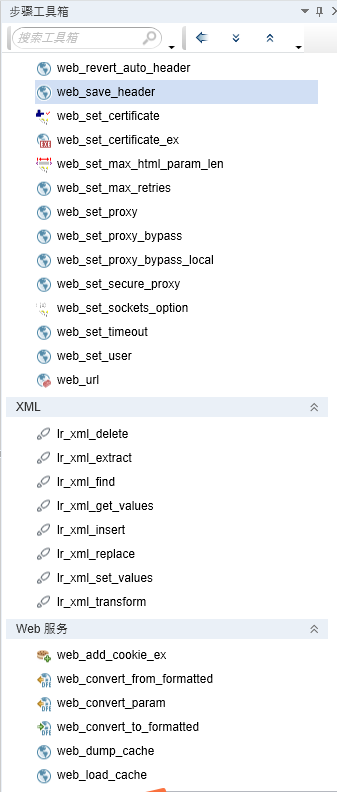 步骤工具箱
搜索工具箱
web_revert_auto_header
web_save_header
web_set_certificate
web_set_certificate_ex
web_set_max_html_param_len
web_set_max_retries
web_set_proxy
web_set_proxy_bypass
web_set_proxy_bypass_local
web_set_secure_proxy
web_set_sockets_option
web_set_timeout
web_set_user
web_url
XML
lr_xml_delete
lr_xml_extract
lr_xml_find
lr_xml_get_values
lr_xml_insert
lr_xml_replace
lr_xml_set_values
lr_xml_transform
Web 服务
web_add_cookie_ex
web_convert_from_formatted
web_convert_param
web_convert_to_formatted
web_dump_cache
web_load_cache